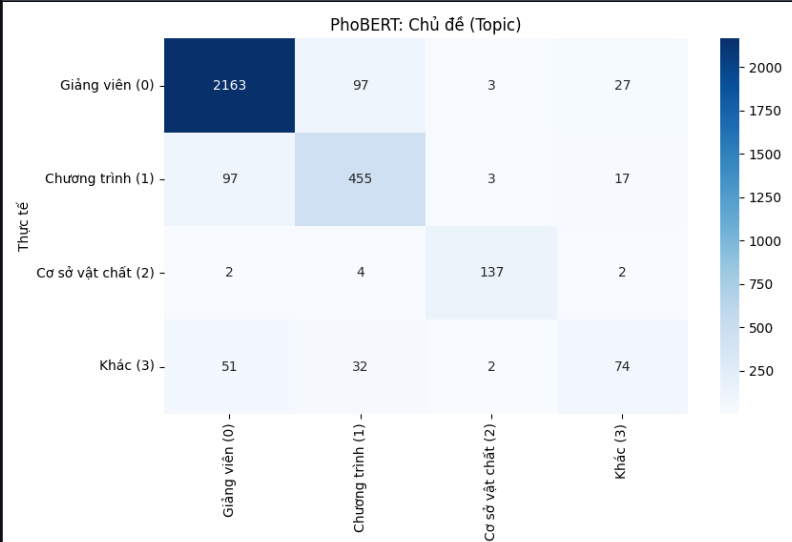 PhoBERT: Chủ đề (Topic)
Thực tế
Giảng viên (0) 2163 97 3 27
Chương trình (1) 97 455 3 17
Cơ sở vật chất (2) 2 4 137 2
Khác (3) 51 32 2 74
Giảng viên (0) Chương trình (1) Cơ sở vật chất (2) Khác (3)
2000
1750
1500
1250
1000
750
500
250